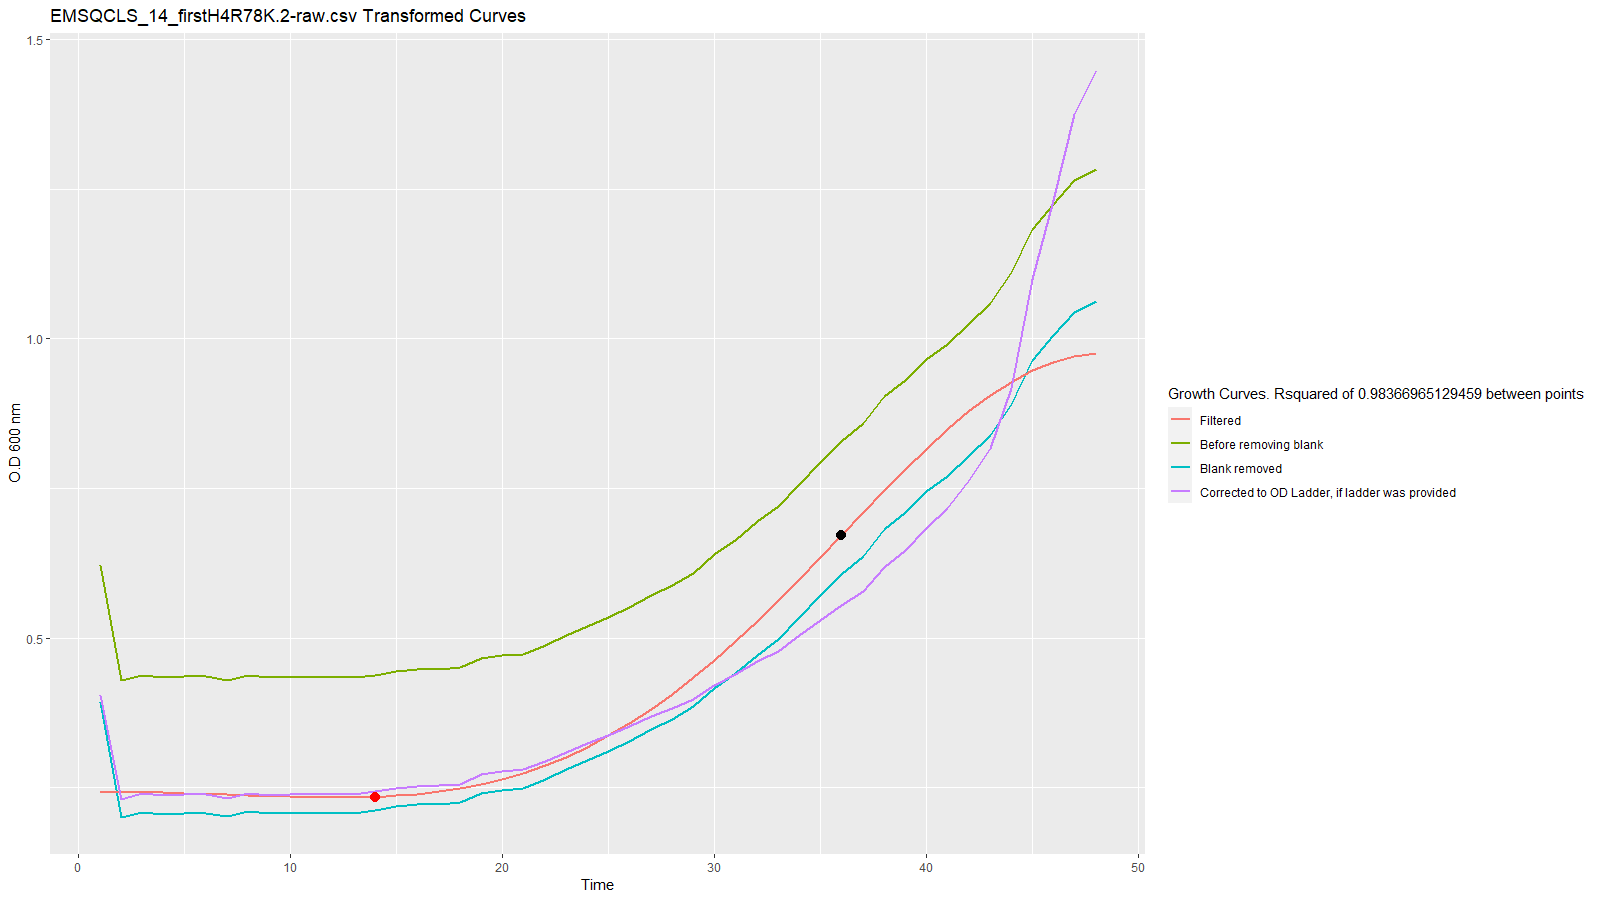 EMSQCLS_14_firstH4R78K.2-raw.csv Transformed Curves
1.5
1.0
0.5
O.D 600 nm
0
10
20
30
40
50
Time
Growth Curves. Rsquared of 0.98366965129459 between points
Filtered
Before removing blank
Blank removed
Corrected to OD Ladder, if ladder was provided